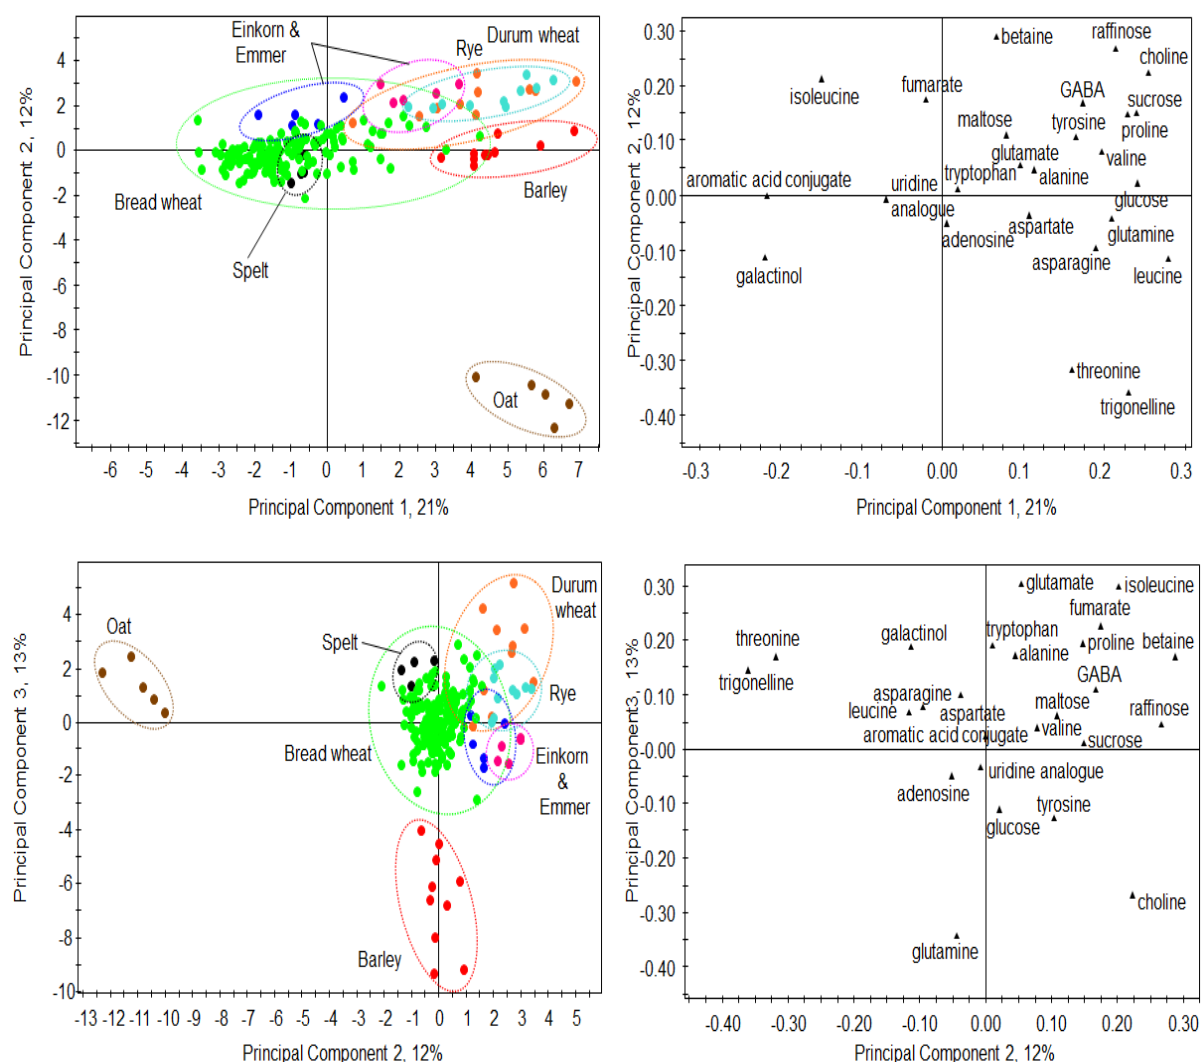 Einkorn &
Emmer
Rye
Durum wheat
Bread wheat
Spelt
Barley
Oat
4
2
0
-2
-4
-6
-8
-10
-12
-6 -5 -4 -3 -2 -1 0 1 2 3 4 5 6 7
Principal Component 2, 12%
Principal Component 1, 21%
0.30
0.20
0.10
0.00
-0.10
-0.20
-0.30
-0.40
-0.3 -0.2 -0.1 0.00 0.1 0.2 0.3
Principal Component 2, 12%
Principal Component 1, 21%
betaine
raffinose
choline
isoleucine
fumarate
GABA
sucrose
maltose
tyrosine
proline
glutamate
valine
tryptophan
alanine
aromatic acid conjugate
uridine
analogue
glucose
adenosine
aspartate
glutamine
asparagine
leucine
galactinol
threonine
trigonelline
Oat
Spelt
Durum
wheat
Rye
Bread wheat
Einkorn
&
Emmer
Barley
4
2
0
-2
-4
-6
-8
-10
-13 -12 -11 -10 -9 -8 -7 -6 -5 -4 -3 -2 -1 0 1 2 3 4 5
Principal Component 3, 13%
Principal Component 2, 12%
0.30
0.20
0.10
-0.00
-0.10
-0.20
-0.30
-0.40
-0.40 -0.30 -0.20 -0.10 0.00 0.10 0.20 0.30
Principal Component3, 13%
Principal Component 2, 12%
glutamate
isoleucine
fumarate
threonine
galactinol
tryptophan
proline
betaine
alanine
trigonelline
GABA
asparagine
maltose
raffinose
leucine
aspartate
aromatic acid conjugate
valine
sucrose
uridine analogue
adenosine
tyrosine
glucose
choline
glutamine